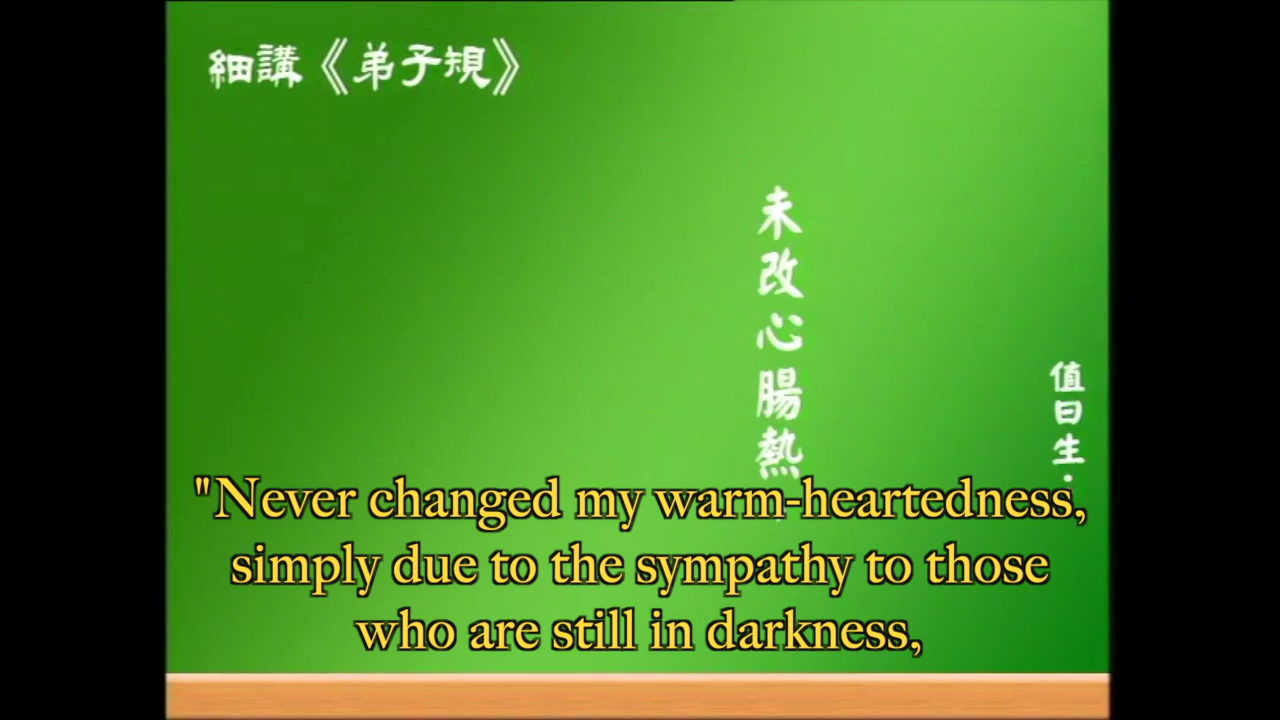 細講《弟子規》
未改心腸熱
值日生·
"Never changed my warm-heartedness,
simply due to the sympathy to those
who are still in darkness,